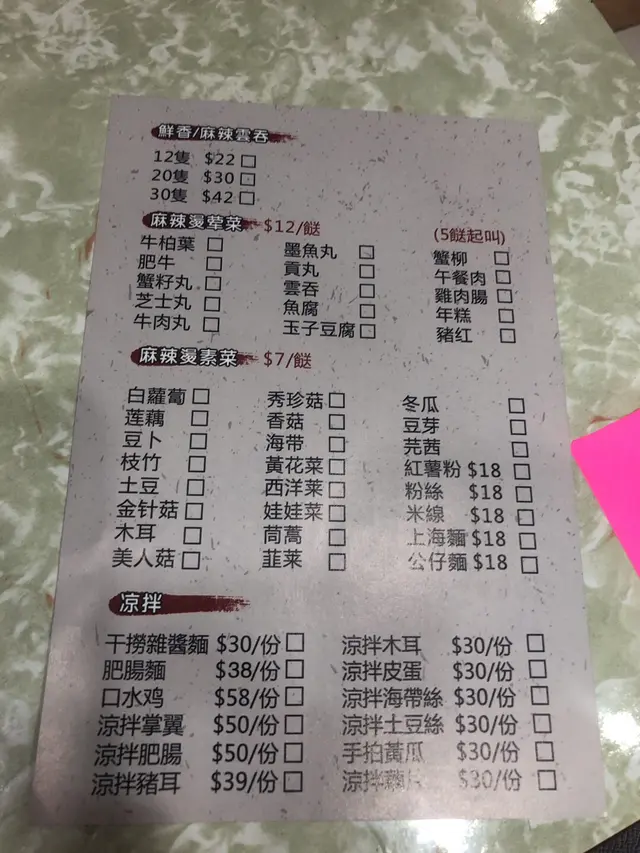 鮮香/麻辣雲吞
12隻 $22
20隻 $30
30隻 $42
麻辣燙葷菜 $12/餸 (5餸起叫)
牛柏葉 墨魚丸 蟹柳
肥牛 貢丸 午餐肉
蟹籽丸 雲吞 雞肉腸
芝士丸 魚腐 年糕
牛肉丸 玉子豆腐 豬红
麻辣燙素菜 $7/餸
白蘿蔔 秀珍菇 冬瓜
莲藕 香菇 豆芽
豆卜 海带 芫茜
枝竹 黃花菜 紅薯粉 $18
土豆 西洋菜 粉絲 $18
金针菇 娃娃菜 米線 $18
木耳 茼蒿 上海麵 $18
美人菇 韮菜 公仔麵 $18
凉拌
干撈雜醬麵 $30/份 涼拌木耳 $30/份
肥腸麵 $38/份 涼拌皮蛋 $30/份
口水鸡 $58/份 涼拌海帶絲 $30/份
涼拌掌翼 $50/份 涼拌土豆絲 $30/份
涼拌肥腸 $50/份 手拍黃瓜 $30/份
涼拌豬耳 $39/份 涼拌藕片 $30/份